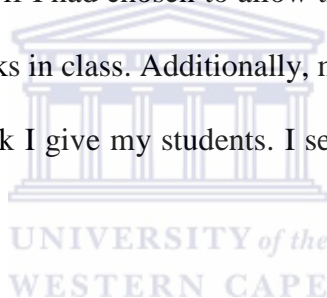 if I had chosen to allow t
ks in class. Additionally,
k I give my students. I se
UNIVERSITY of the
WESTERN CAPE